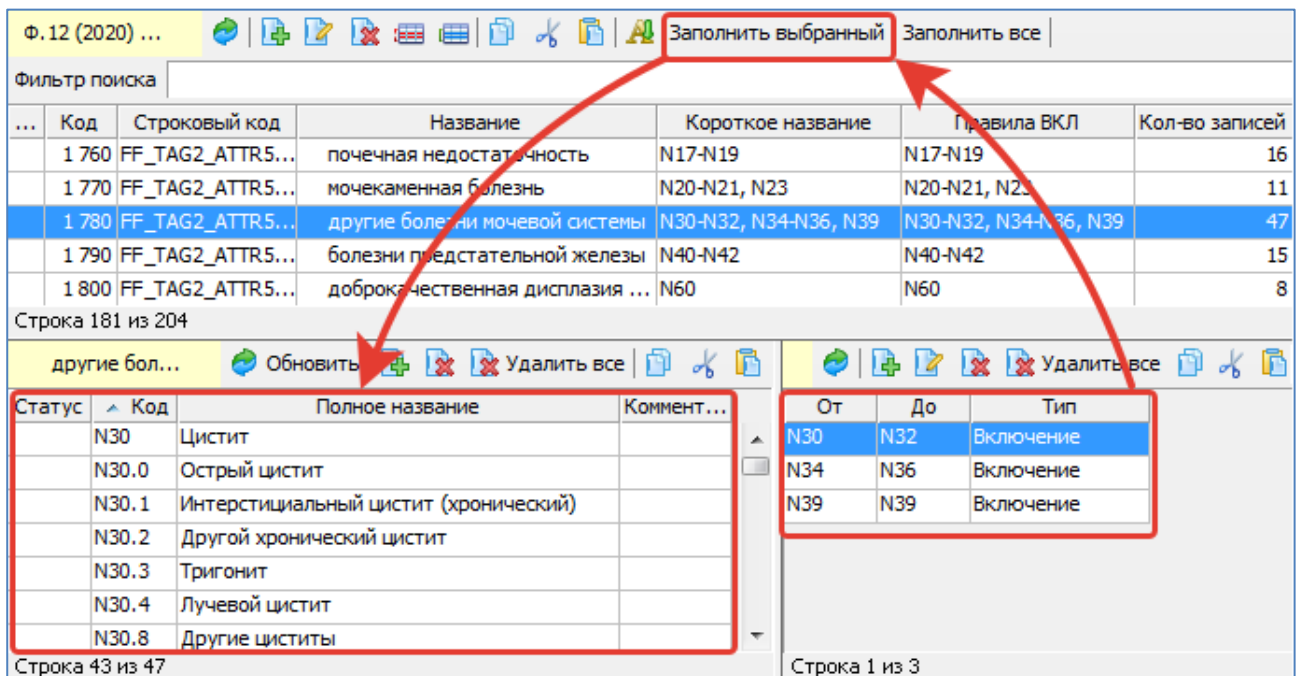 Ф. 12 (2020) ... Заполнить выбранный Заполнить все
Фильтр поиска
... Код Строковый код Название Короткое название Правила ВКЛ Кол-во записей
1 760 FF_TAG2_ATTR5... почечная недостаточность N17-N19 N17-N19 16
1 770 FF_TAG2_ATTR5... мочекаменная болезнь N20-N21, N23 N20-N21, N23 11
1 780 FF_TAG2_ATTR5... другие болезни мочевой системы N30-N32, N34-N36, N39 N30-N32, N34-N36, N39 47
1 790 FF_TAG2_ATTR5... болезни предстательной железы N40-N42 N40-N42 15
1 800 FF_TAG2_ATTR5... доброкачественная дисплазия ... N60 N60 8
Строка 181 из 204
другие бол... Обновить Удалить все Удалить все
Статус Код Полное название Коммент... От До Тип
N30 Цистит N30 N32 Включение
N30.0 Острый цистит N34 N36 Включение
N30.1 Интерстициальный цистит (хронический) N39 N39 Включение
N30.2 Другой хронический цистит
N30.3 Тригонит
N30.4 Лучевой цистит
N30.8 Другие циститы
Строка 43 из 47 Строка 1 из 3